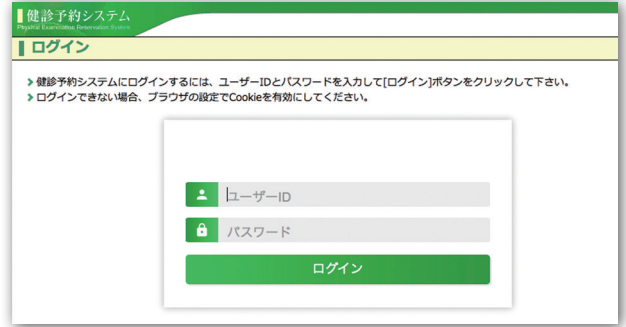 健診予約システム
Physical Examination Reservation System
ログイン
健診予約システムにログインするには、ユーザーIDとパスワードを入力して[ログイン]ボタンをクリックして下さい。
ログインできない場合、ブラウザの設定でCookieを有効にしてください。
ユーザーID
パスワード
ログイン